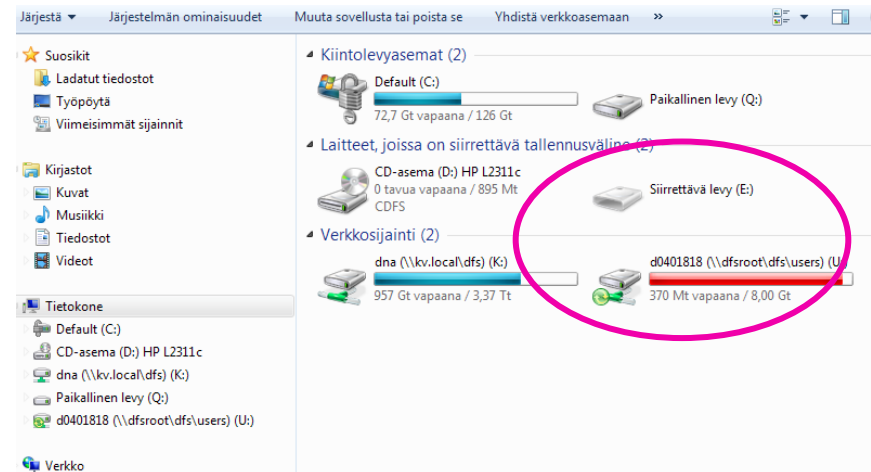 Järjestä Järjestelmän ominaisuudet Muuta sovellusta tai poista se Yhdistä verkkoasemaan »
Suosikit
Ladatut tiedostot
Työpöytä
Viimeisimmät sijainnit
Kirjastot
Kuvat
Musiikki
Tiedostot
Videot
Tietokone
Default (C:)
CD-asema (D:) HP L2311c
dna (\\kv.local\dfs) (K:)
Paikallinen levy (Q:)
d0401818 (\\dfsroot\dfs\users) (U:)
Verkko
Kiintolevyasemat (2)
Default (C:)
72,7 Gt vapaana / 126 Gt
Paikallinen levy (Q:)
Laitteet, joissa on siirrettävä tallennusväline (2)
CD-asema (D:) HP L2311c
0 tavua vapaana / 895 Mt
CDFS
Siirrettävä levy (E:)
Verkkosijainti (2)
dna (\\kv.local\dfs) (K:)
957 Gt vapaana / 3,37 Tt
d0401818 (\\dfsroot\dfs\users) (U:)
370 Mt vapaana / 8,00 Gt